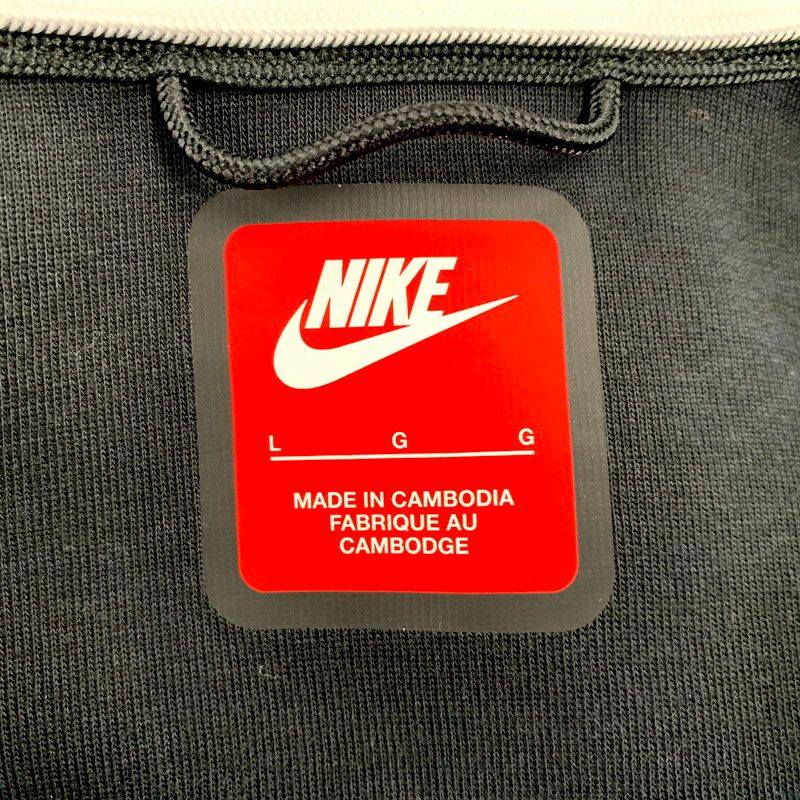 NIKE
L G G
MADE IN CAMBODIA
FABRIQUE AU
CAMBODGE